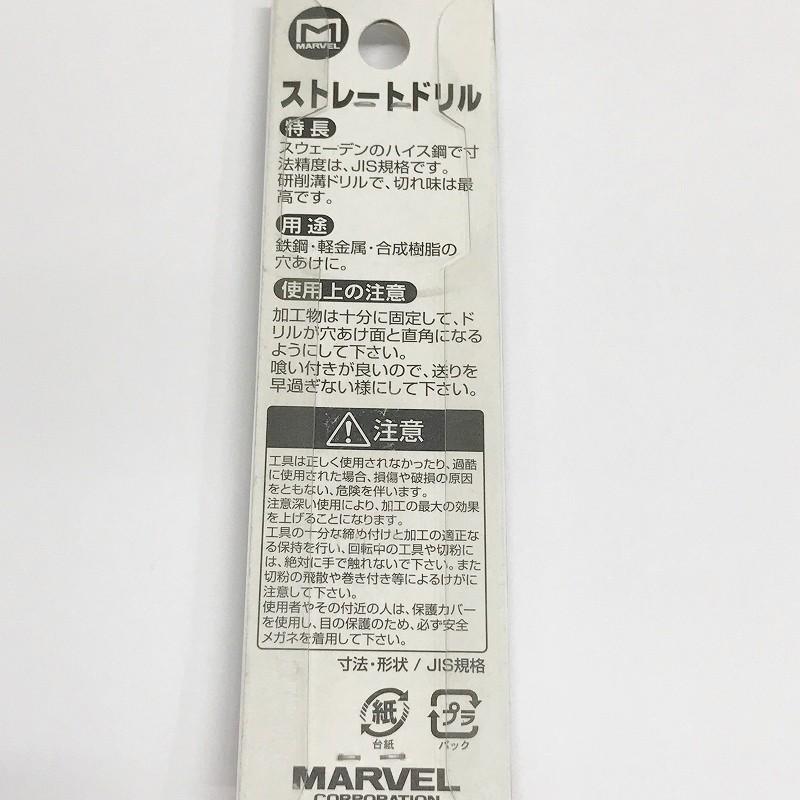 M
MARVEL
ストレートドリル
特長
スウェーデンのハイス鋼で寸
法精度は、JIS規格です。
研削溝ドリルで、切れ味は最
高です。
用途
鉄鋼・軽金属・合成樹脂の
穴あけに。
使用上の注意
加工物は十分に固定して、ド
リルが穴あけ面と直角になる
ようにして下さい。
喰い付きが良いので、送りを
早過ぎない様にして下さい。
注意
工具は正しく使用されなかったり、過酷
に使用された場合、損傷や破損の原因
をともない、危険を伴います。
注意深い使用により、加工の最大の効果
を上げることになります。
工具の十分な締め付けと加工の適正な
る保持を行い、回転中の工具や切粉に
は、絶対に手で触れないで下さい。また
切粉の飛散や巻き付き等によるけがに
注意して下さい。
使用者やその付近の人は、保護カバー
を使用し、目の保護のため、必ず安全
メガネを着用して下さい。
寸法・形状 / JIS規格
紙
プラ
台紙
パック
MARVEL
CORPORATION